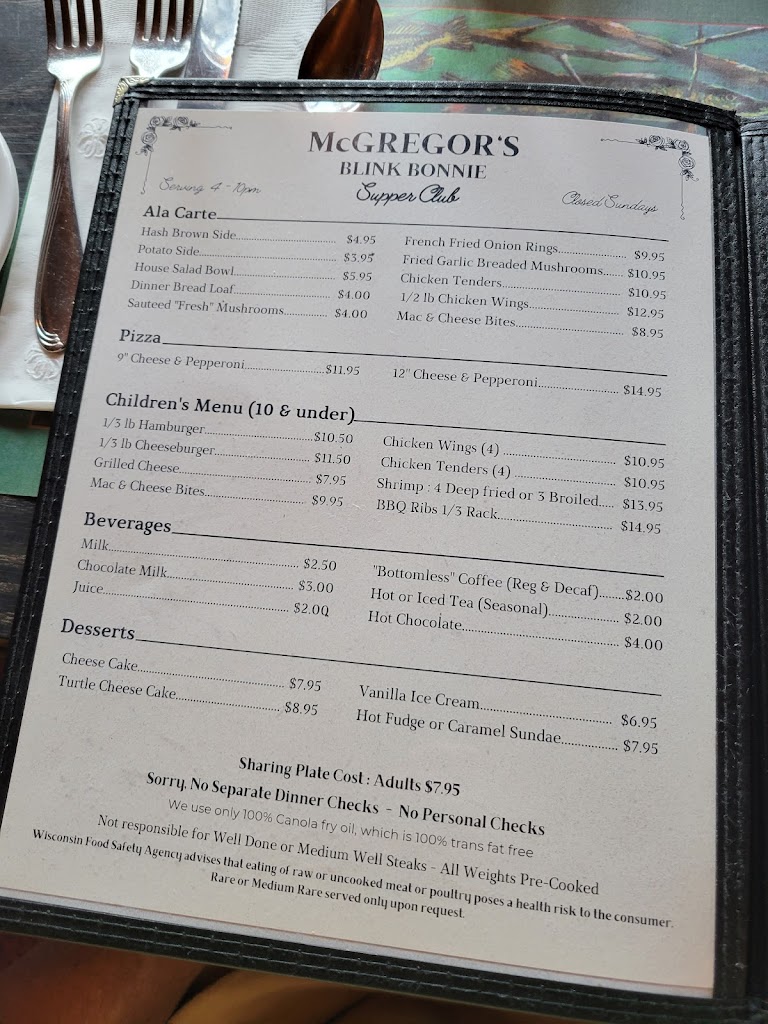 McGREGOR'S
BLINK BONNIE
Supper Club
Serving 4 - 10pm
Closed Sundays
Ala Carte
Hash Brown Side $4.95
Potato Side $3.95
House Salad Bowl $5.95
Dinner Bread Loaf $4.00
Sauteed "Fresh" Mushrooms $4.00
French Fried Onion Rings $9.95
Fried Garlic Breaded Mushrooms $10.95
Chicken Tenders $10.95
1/2 lb Chicken Wings $12.95
Mac & Cheese Bites $8.95
Pizza
9" Cheese & Pepperoni $11.95
12" Cheese & Pepperoni $14.95
Children's Menu (10 & under)
1/3 lb Hamburger $10.50
1/3 lb Cheeseburger $11.50
Grilled Cheese $7.95
Mac & Cheese Bites $9.95
Chicken Wings (4) $10.95
Chicken Tenders (4) $10.95
Shrimp : 4 Deep fried or 3 Broiled $13.95
BBQ Ribs 1/3 Rack $14.95
Beverages
Milk $2.50
Chocolate Milk $3.00
Juice $2.00
"Bottomless" Coffee (Reg & Decaf) $2.00
Hot or Iced Tea (Seasonal) $2.00
Hot Chocolate $4.00
Desserts
Cheese Cake $7.95
Turtle Cheese Cake $8.95
Vanilla Ice Cream $6.95
Hot Fudge or Caramel Sundae $7.95
Sharing Plate Cost : Adults $7.95
Sorry, No Separate Dinner Checks - No Personal Checks
We use only 100% Canola fry oil, which is 100% trans fat free
Not responsible for Well Done or Medium Well Steaks - All Weights Pre-Cooked
Wisconsin Food Safety Agency advises that eating of raw or uncooked meat or poultry poses a health risk to the consumer.
Rare or Medium Rare served only upon request.